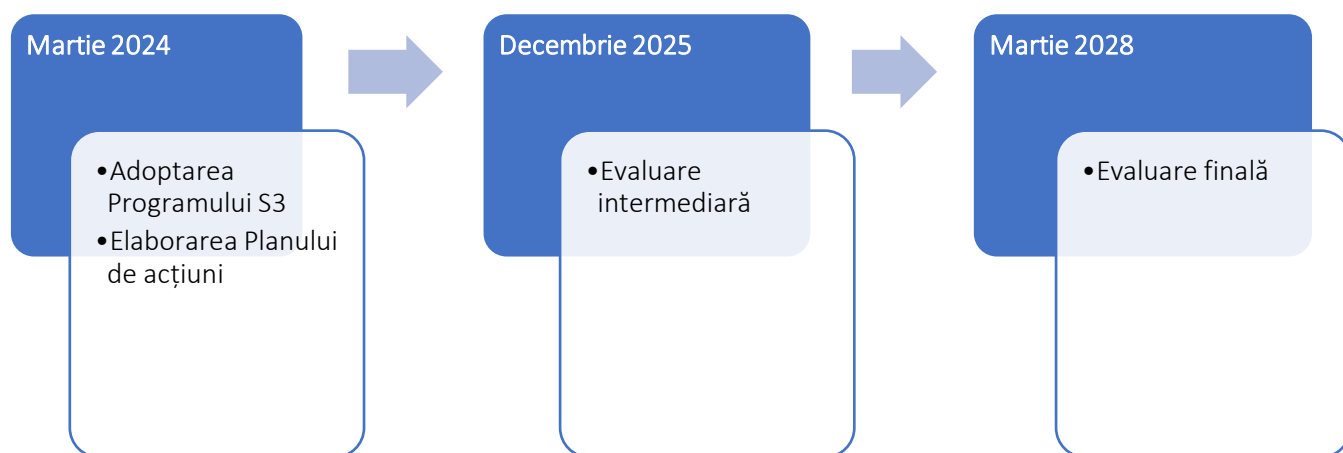 Martie 2024
•Adoptarea
Programului S3
•Elaborarea Planului
de acțiuni
Decembrie 2025
•Evaluare
intermediară
Martie 2028
•Evaluare finală